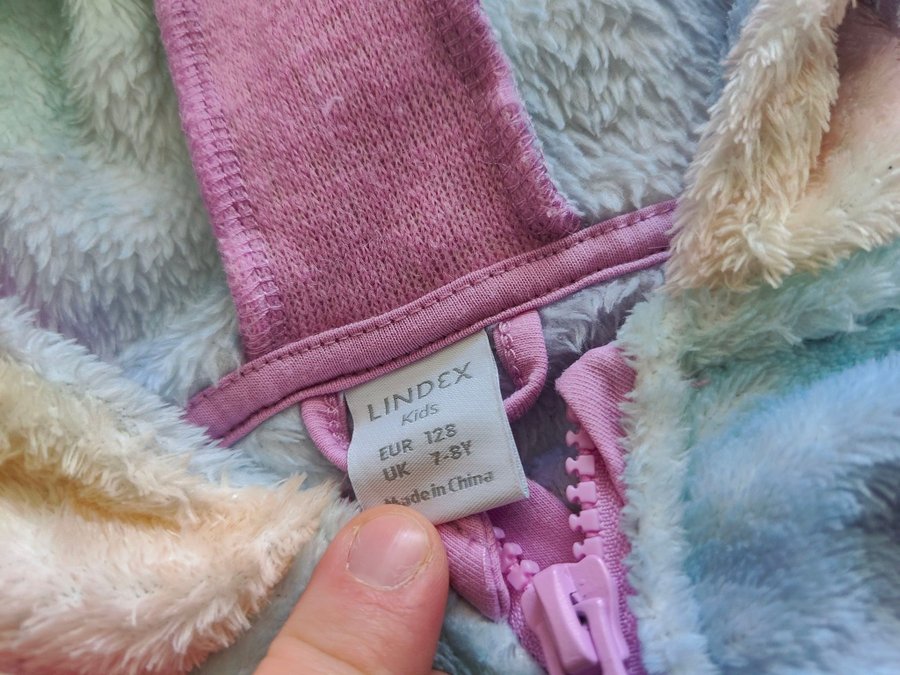 LINDEX
Kids
EUR 128
UK 7-8Y
Made in China